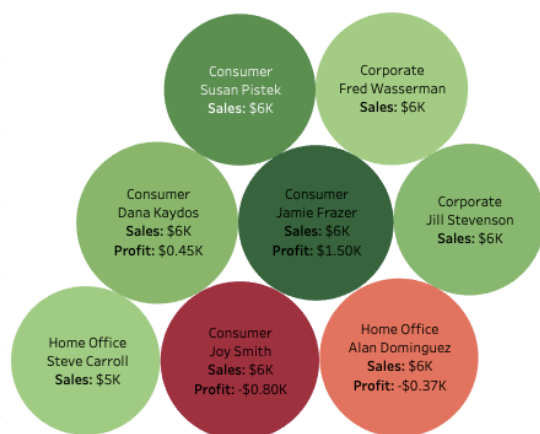 Consumer
Susan Pistek
Sales: $6K
Corporate
Fred Wasserman
Sales: $6K
Consumer
Dana Kaydos
Sales: $6K
Profit: $0.45K
Consumer
Jamie Frazer
Sales: $6K
Profit: $1.50K
Corporate
Jill Stevenson
Sales: $6K
Home Office
Steve Carroll
Sales: $5K
Consumer
Joy Smith
Sales: $6K
Profit: -$0.80K
Home Office
Alan Dominguez
Sales: $6K
Profit: -$0.37K